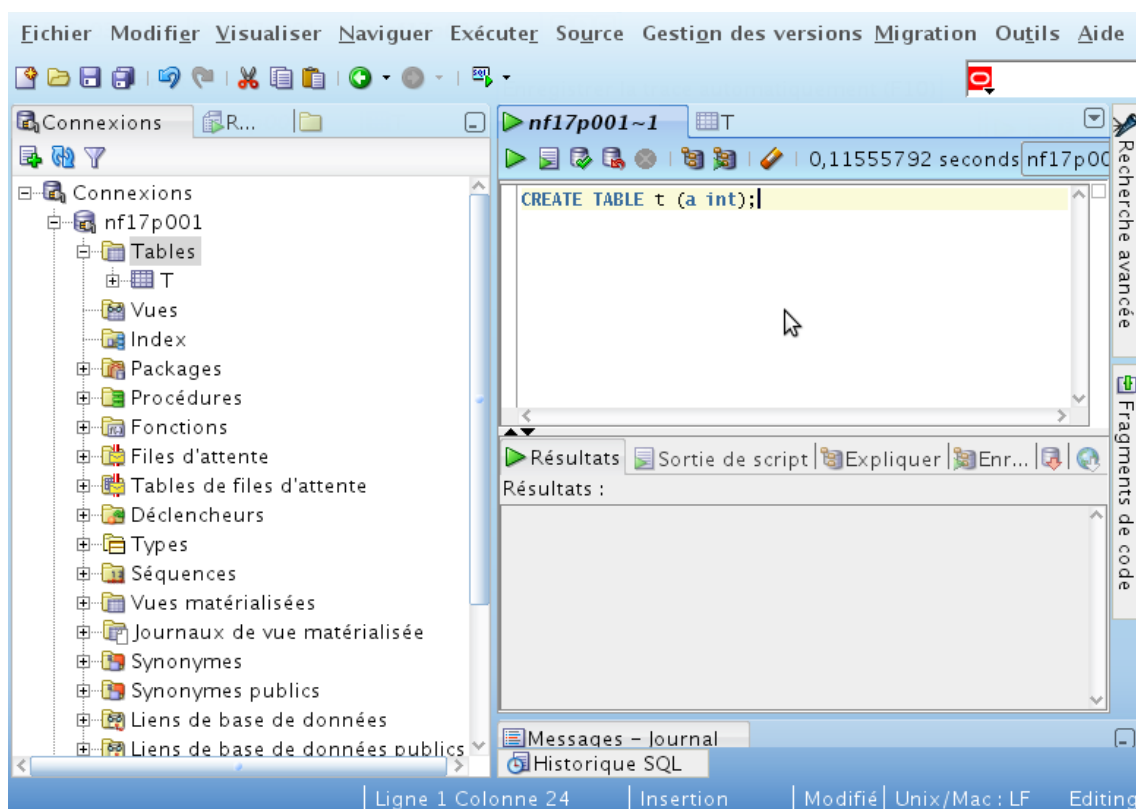 Fichier Modifier Visualiser Naviguer Exécuter Source Gestion des versions Migration Outils Aide
Connexions R...
Connexions
nf17p001
Tables
T
Vues
Index
Packages
Procédures
Fonctions
Files d'attente
Tables de files d'attente
Déclencheurs
Types
Séquences
Vues matérialisées
Journaux de vue matérialisée
Synonymes
Synonymes publics
Liens de base de données
Liens de base de données publics
nf17p001~1 T
0,11555792 seconds nf17p00
CREATE TABLE t (a int);
Résultats Sortie de script Expliquer Enr...
Résultats :
Messages - Journal
Historique SQL
Recherche avancée
Fragments de code
Ligne 1 Colonne 24 Insertion Modifié Unix/Mac : LF Editing